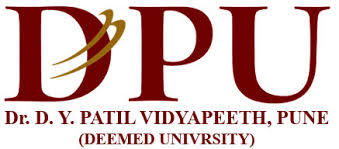 DPU
Dr. D. Y. PATIL VIDYAPEETH, PUNE
(DEEMED UNIVRSITY)